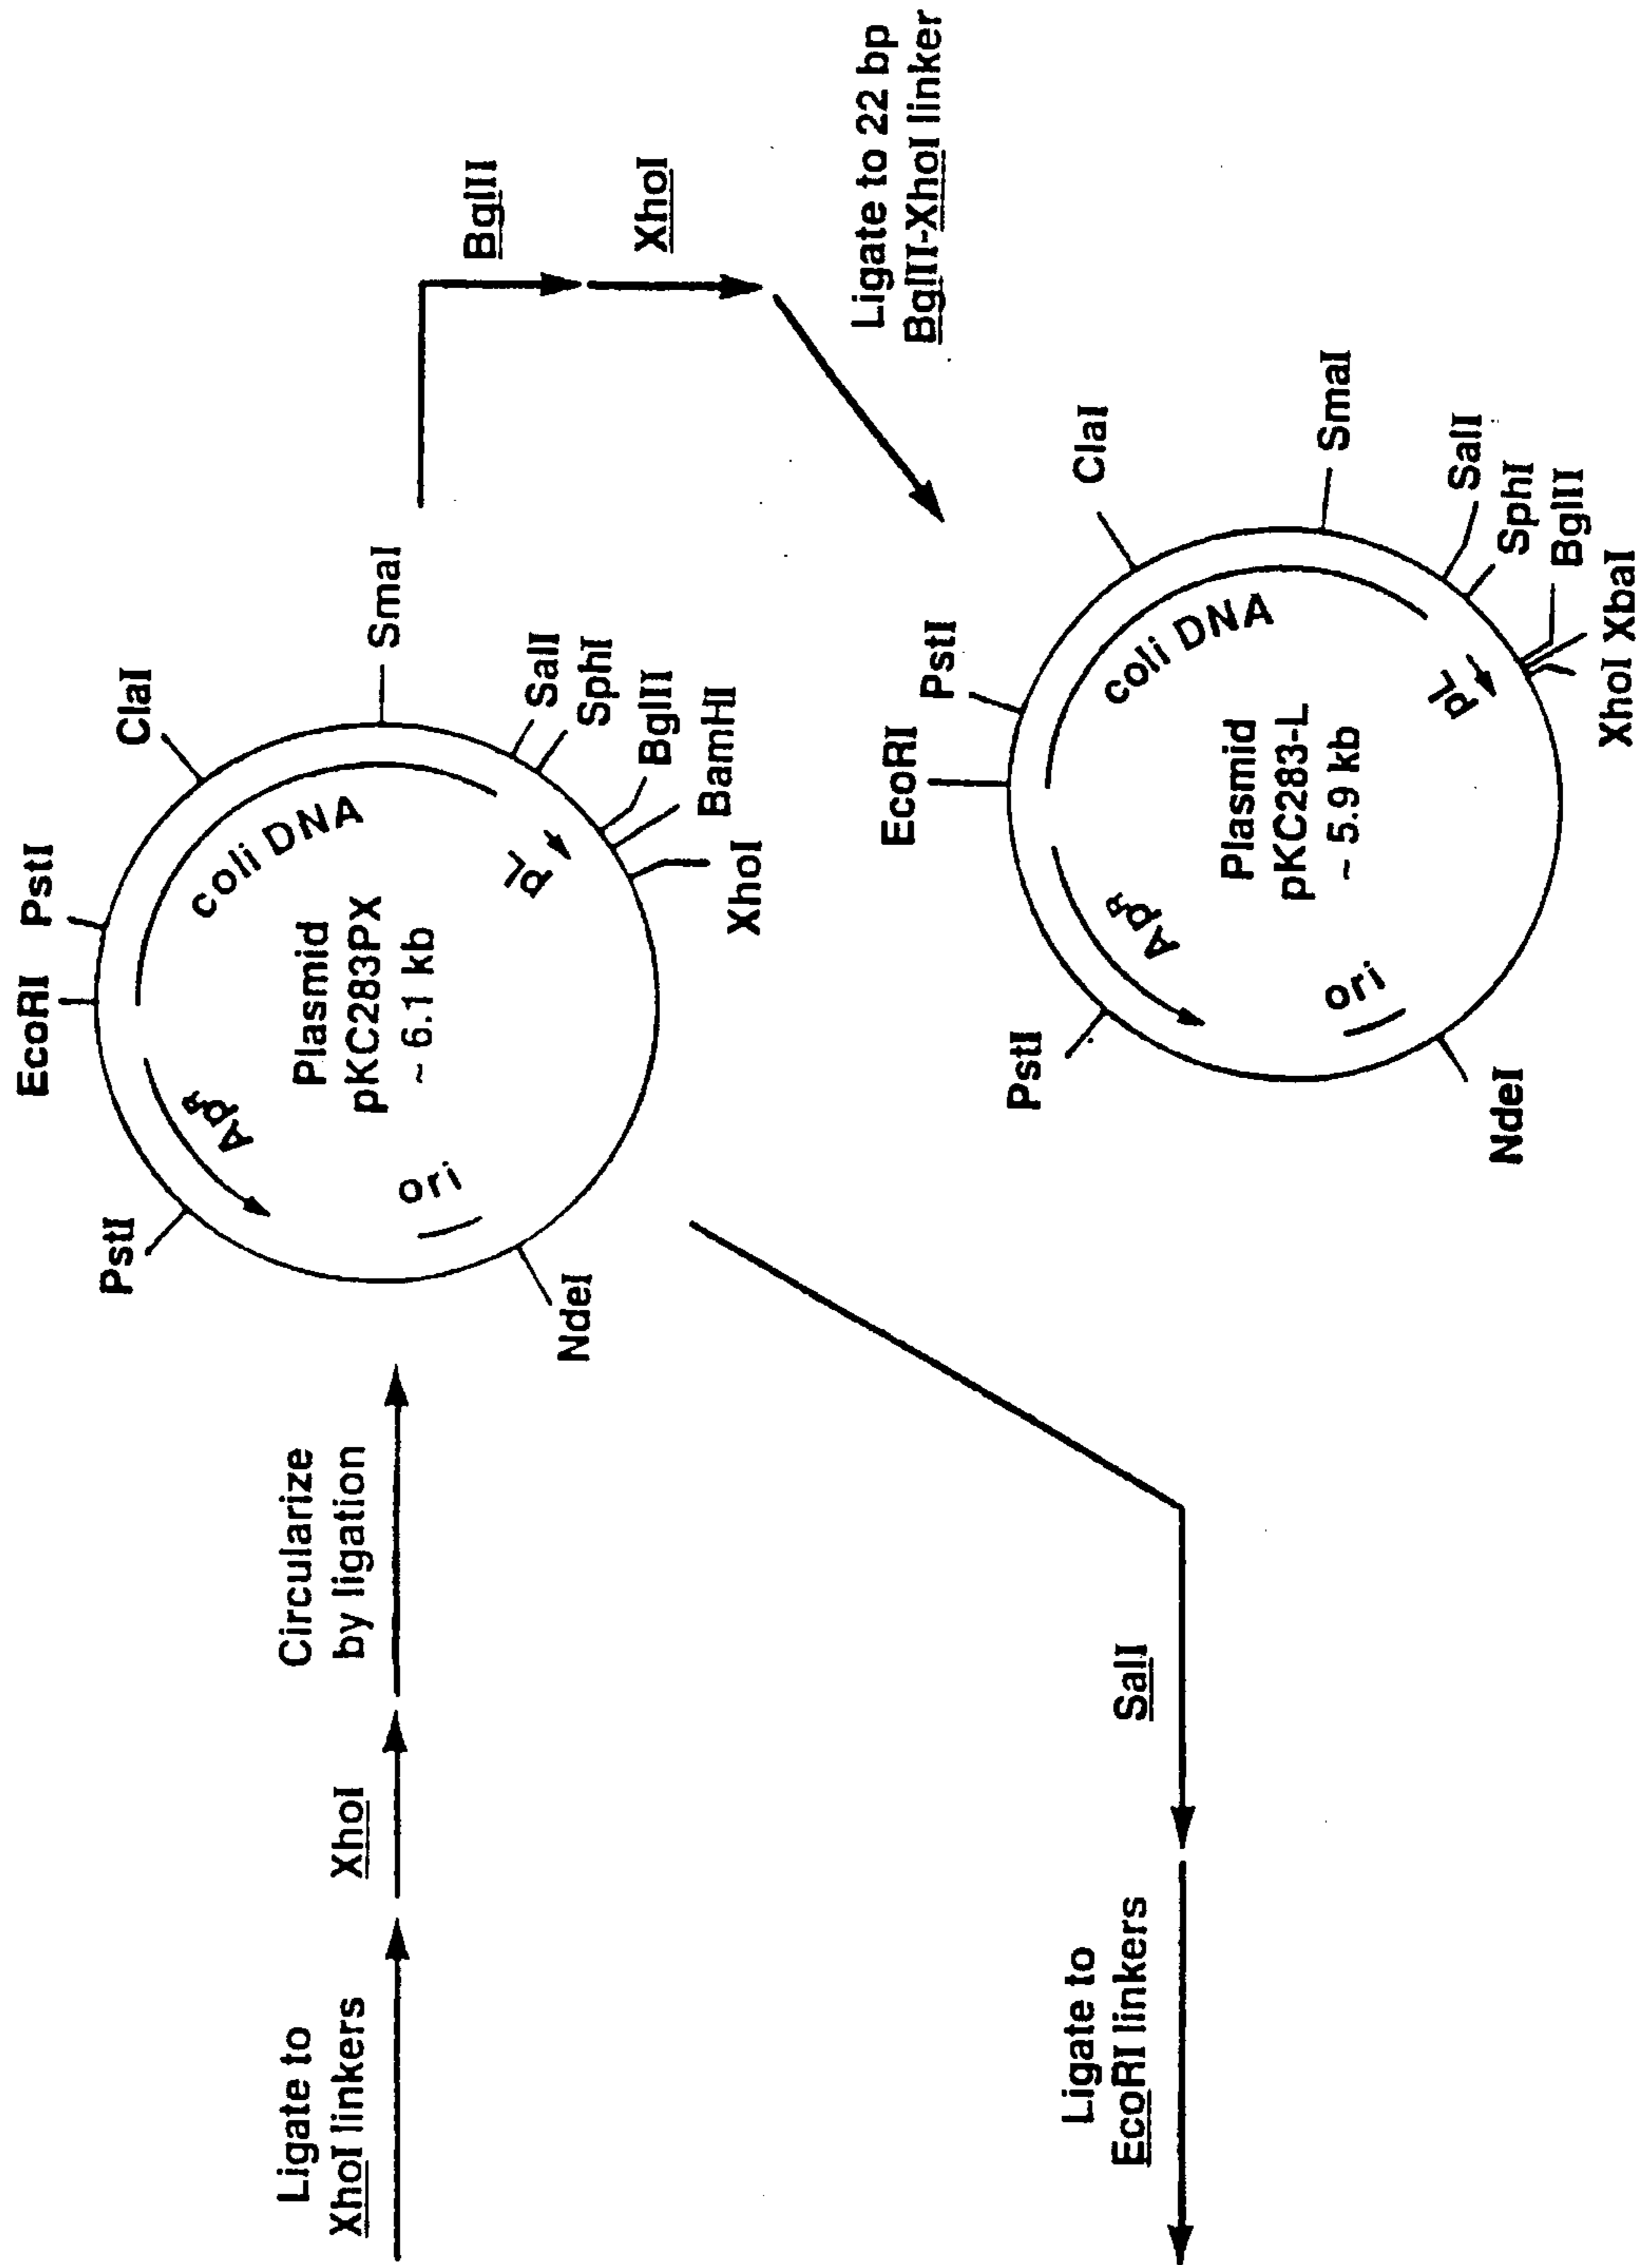 Ligate to
XhoI linkers
XhoI
Circularize
by ligation
EcoRI
PstI
ClaI
PstI
SmaI
Apᴿ
coli DNA
Plasmid
pKC283PX
~ 6.1 kb
SalI
SphI
ori
pL
BglII
BamHI
NdeI
XhoI
BglII
XhoI
Ligate to 22 bp
BglII-XhoI linker
Ligate to
EcoRI linkers
SalI
EcoRI
PstI
ClaI
PstI
SmaI
Apᴿ
coli DNA
Plasmid
pKC283-L
~ 5.9 kb
SalI
SphI
ori
pL
BglII
NdeI
XhoI XbaI